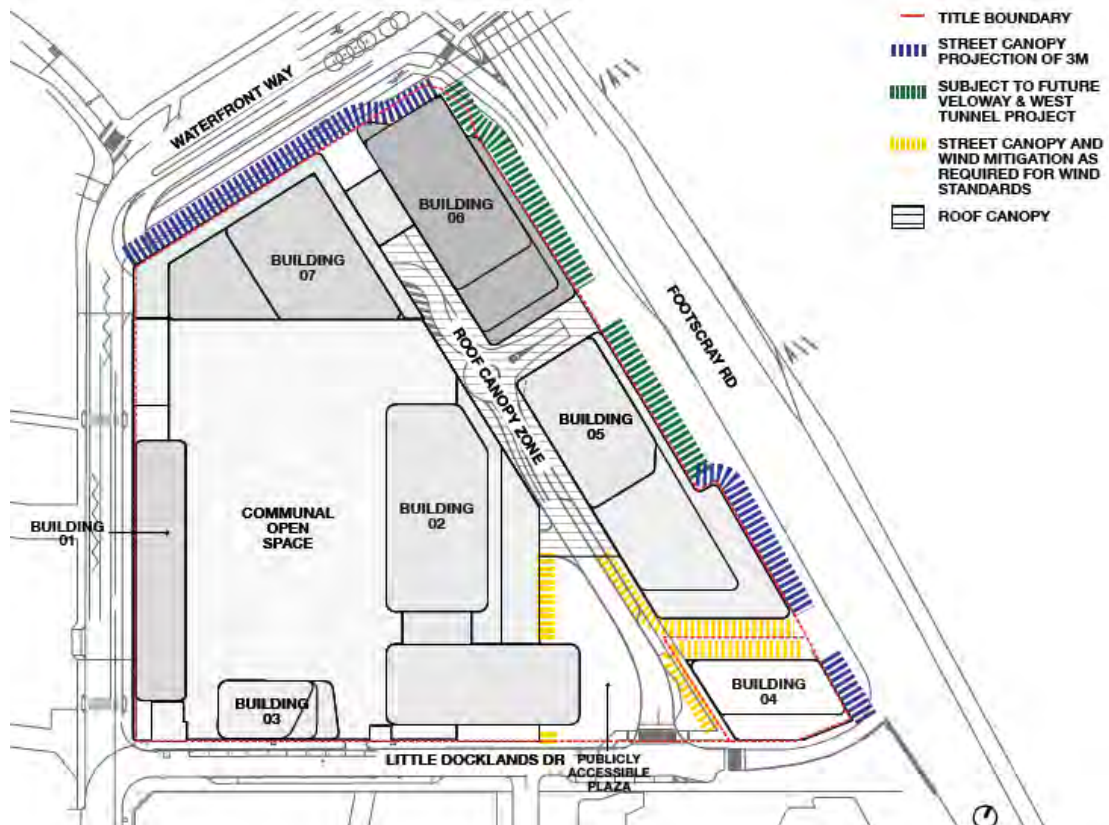 TITLE BOUNDARY
STREET CANOPY
PROJECTION OF 3M
SUBJECT TO FUTURE
VELOWAY & WEST
TUNNEL PROJECT
STREET CANOPY AND
WIND MITIGATION AS
REQUIRED FOR WIND
STANDARDS
ROOF CANOPY
WATERFRONT WAY
BUILDING
06
BUILDING
07
FOOTSCRAY RD
ROOF CANOPY ZONE
BUILDING
05
BUILDING
02
COMMUNAL
OPEN
SPACE
BUILDING
01
BUILDING
03
BUILDING
04
LITTLE DOCKLANDS DR
PUBLICLY
ACCESSIBLE
PLAZA